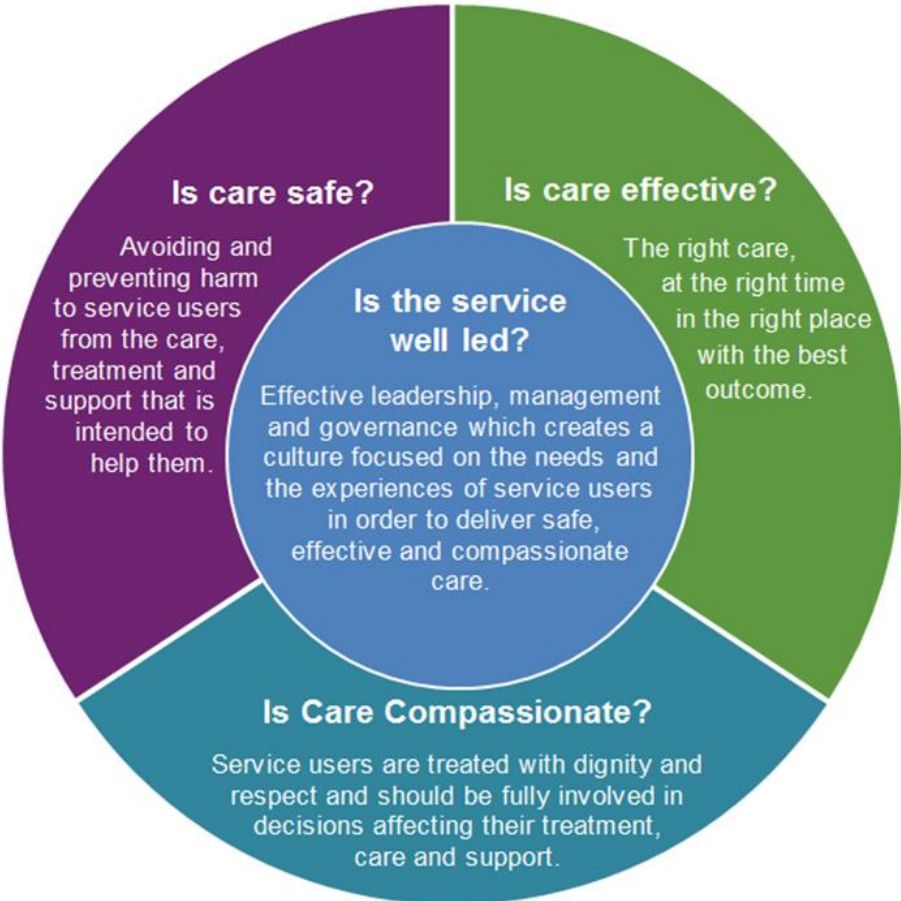 Is care safe?
Avoiding and
preventing harm
to service users
from the care,
treatment and
support that is
intended to
help them.
Is care effective?
The right care,
at the right time
in the right place
with the best
outcome.
Is the service
well led?
Effective leadership, management
and governance which creates a
culture focused on the needs and
the experiences of service users
in order to deliver safe,
effective and compassionate
care.
Is Care Compassionate?
Service users are treated with dignity and
respect and should be fully involved in
decisions affecting their treatment,
care and support.